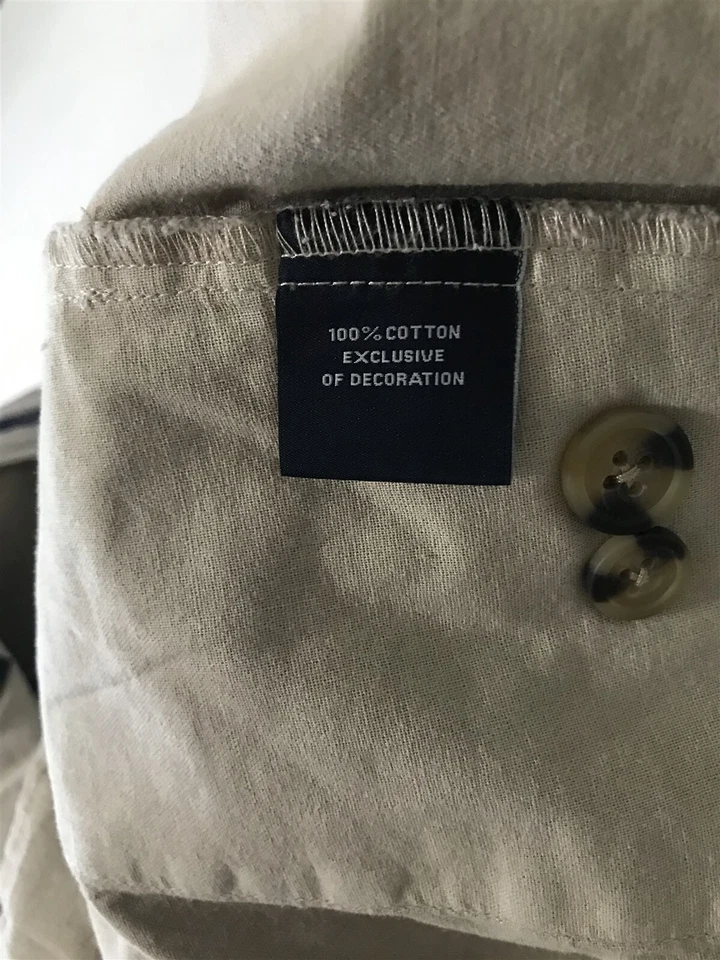 100% COTTON
EXCLUSIVE
OF DECORATION